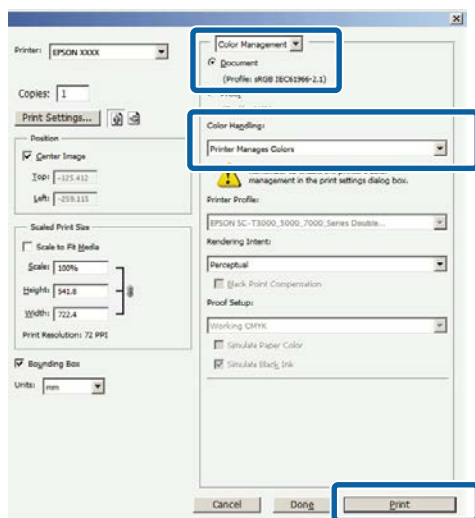 Printer: EPSON XXXX
Copies: 1
Print Settings...
Position
Center Image
Top: -125.412
Left: -259.115
Scaled Print Size
Scale to Fit Media
Scale: 100%
Height: 541.8
Width: 722.4
Print Resolution: 72 PPI
Bounding Box
Units: mm
Color Management
Document
(Profile: sRGB IEC61966-2.1)
Color Handling:
Printer Manages Colors
management in the print settings dialog box.
Printer Profile:
EPSON SC-T3000_5000_7000_Series Double...
Rendering Intent:
Perceptual
Black Point Compensation
Proof Setup:
Working CMYK
Simulate Paper Color
Simulate Black Ink
Cancel
Done
Print